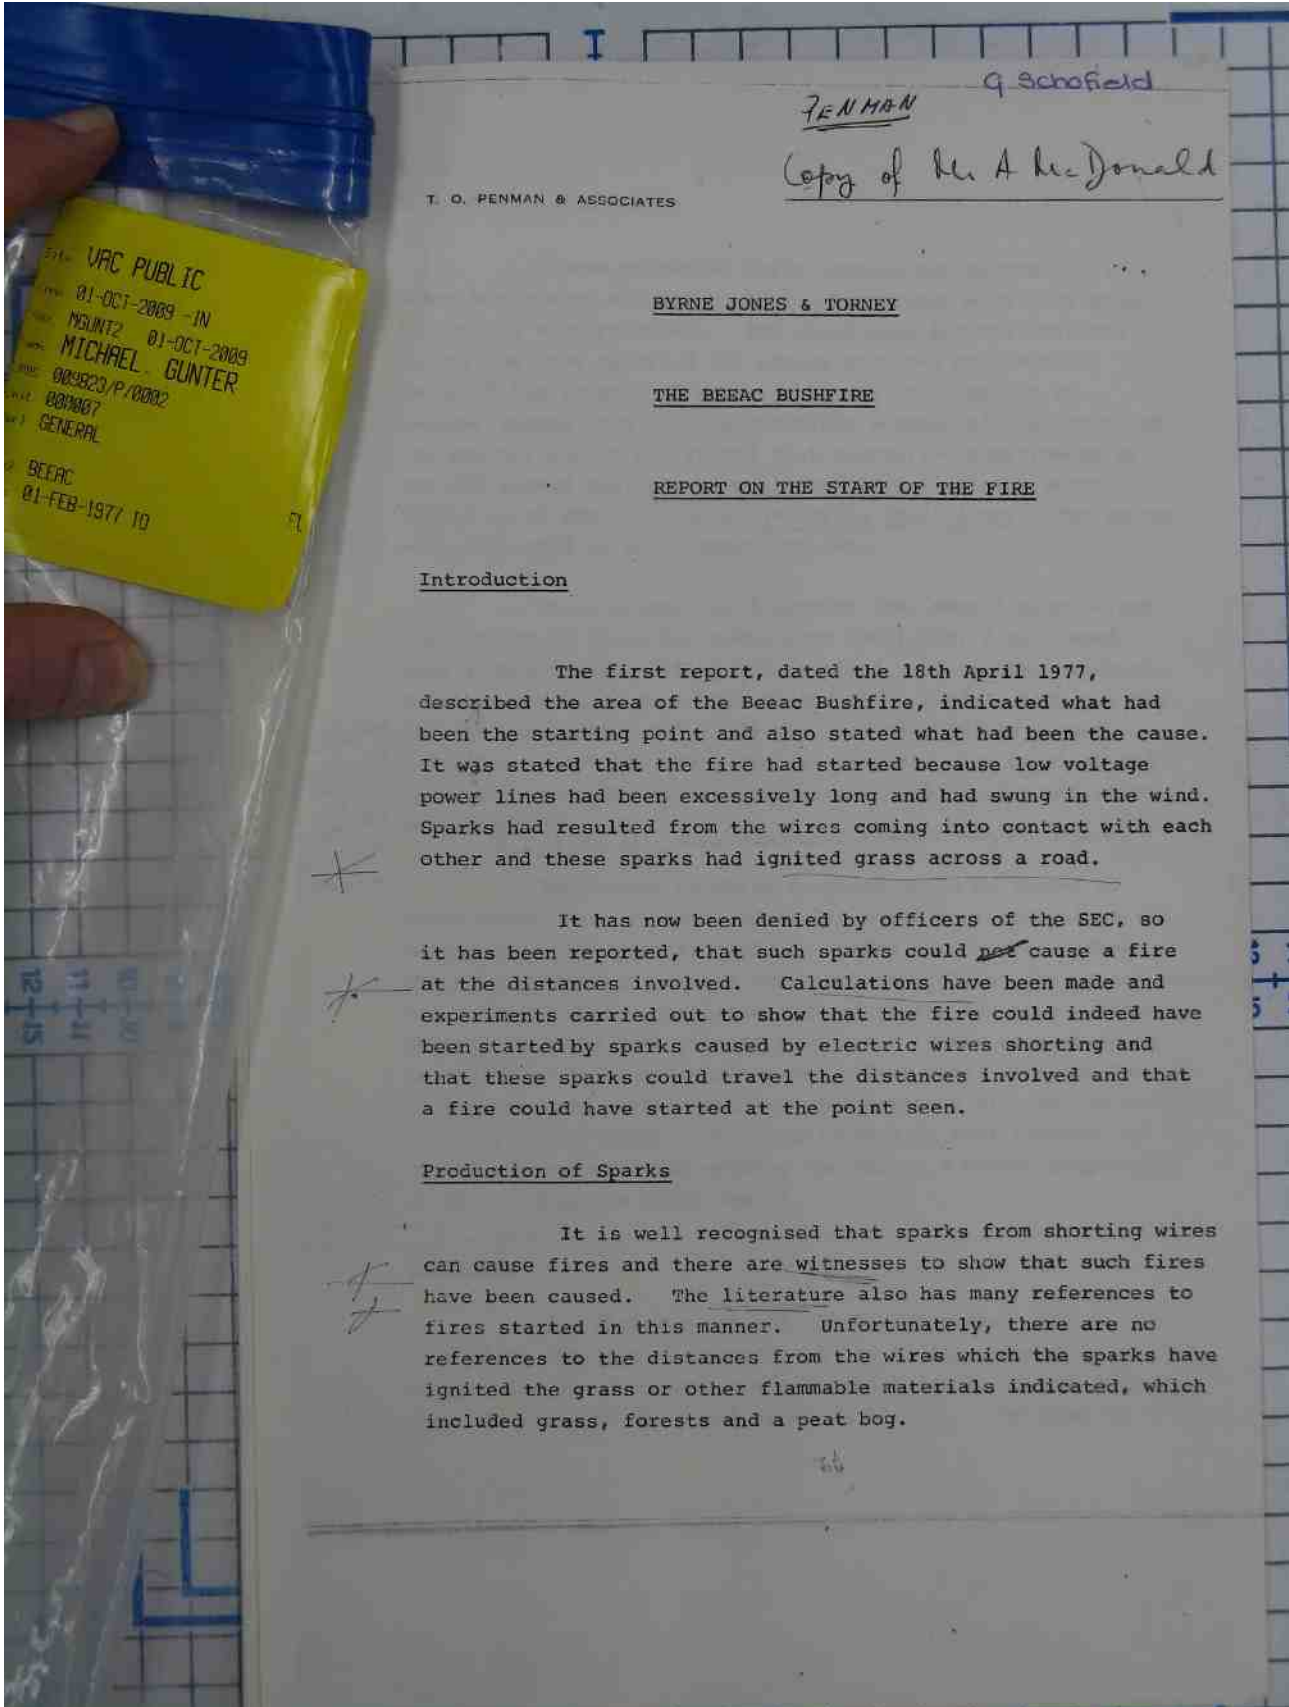 G Schofield
PENMAN
Copy of Mr A McDonald
T. O. PENMAN & ASSOCIATES
VRC PUBLIC
01-OCT-2009 -IN
MGUNT2 01-OCT-2009
MICHAEL GUNTER
009823/P/0002
000007
GENERAL
BEEAC
01-FEB-1977 TO
FL
BYRNE JONES & TORNEY
THE BEEAC BUSHFIRE
REPORT ON THE START OF THE FIRE
Introduction
The first report, dated the 18th April 1977,
described the area of the Beeac Bushfire, indicated what had
been the starting point and also stated what had been the cause.
It was stated that the fire had started because low voltage
power lines had been excessively long and had swung in the wind.
Sparks had resulted from the wires coming into contact with each
other and these sparks had ignited grass across a road.
It has now been denied by officers of the SEC, so
it has been reported, that such sparks could not cause a fire
at the distances involved. Calculations have been made and
experiments carried out to show that the fire could indeed have
been started by sparks caused by electric wires shorting and
that these sparks could travel the distances involved and that
a fire could have started at the point seen.
Production of Sparks
It is well recognised that sparks from shorting wires
can cause fires and there are witnesses to show that such fires
have been caused. The literature also has many references to
fires started in this manner. Unfortunately, there are no
references to the distances from the wires which the sparks have
ignited the grass or other flammable materials indicated, which
included grass, forests and a peat bog.